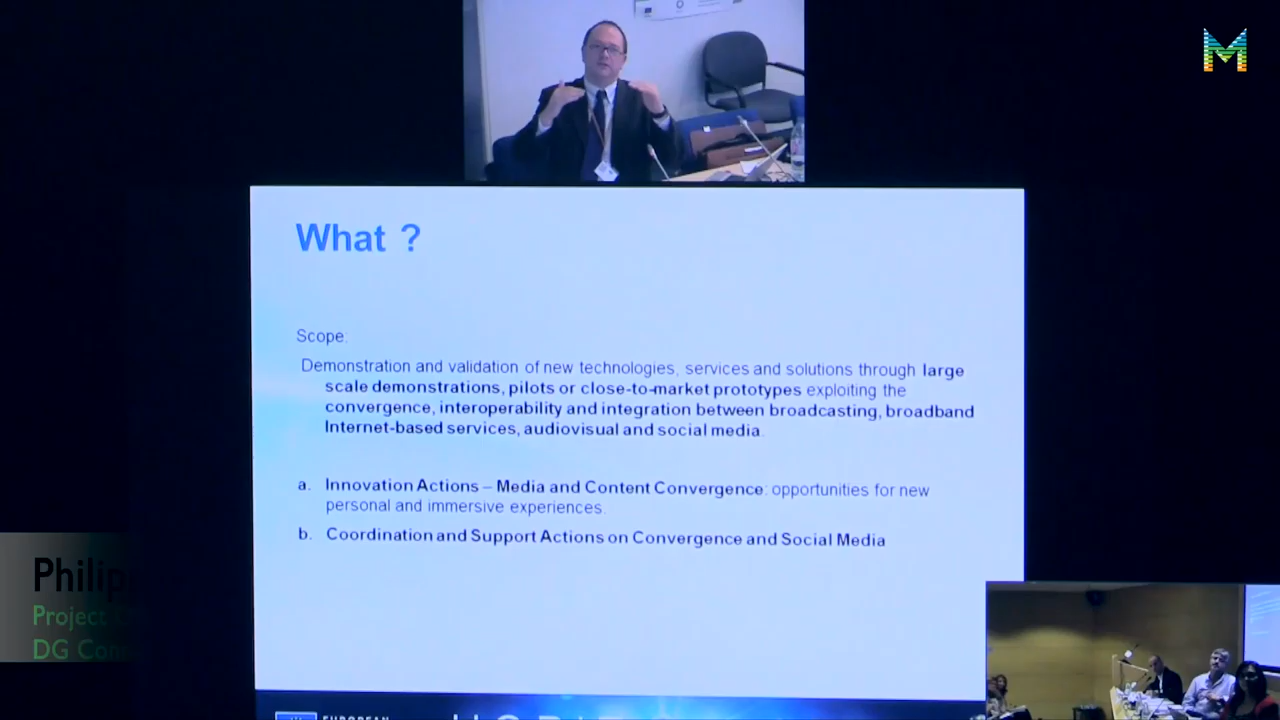 M
What ?
Scope:
Demonstration and validation of new technologies, services and solutions through large
scale demonstrations, pilots or close-to-market prototypes exploiting the
convergence, interoperability and integration between broadcasting, broadband
Internet-based services, audiovisual and social media.
a. Innovation Actions – Media and Content Convergence: opportunities for new
personal and immersive experiences.
b. Coordination and Support Actions on Convergence and Social Media
Philip
Project
DG